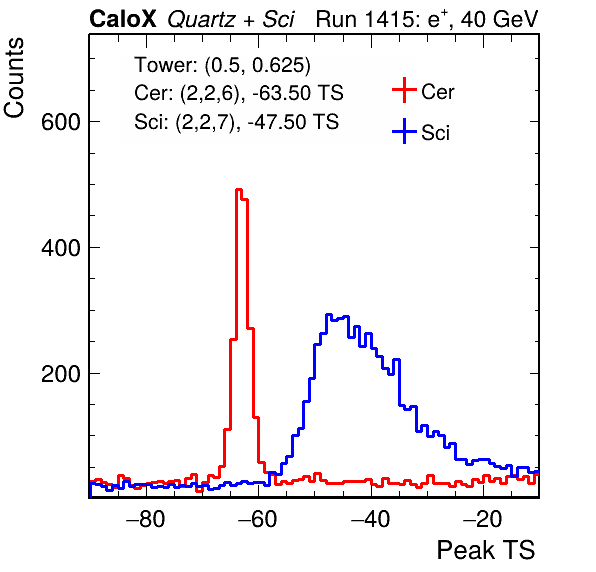 CaloX Quartz + Sci Run 1415: e+, 40 GeV
Counts
Tower: (0.5, 0.625)
Cer: (2,2,6), -63.50 TS
Sci: (2,2,7), -47.50 TS
Cer
Sci
600
400
200
−80 −60 −40 −20
Peak TS